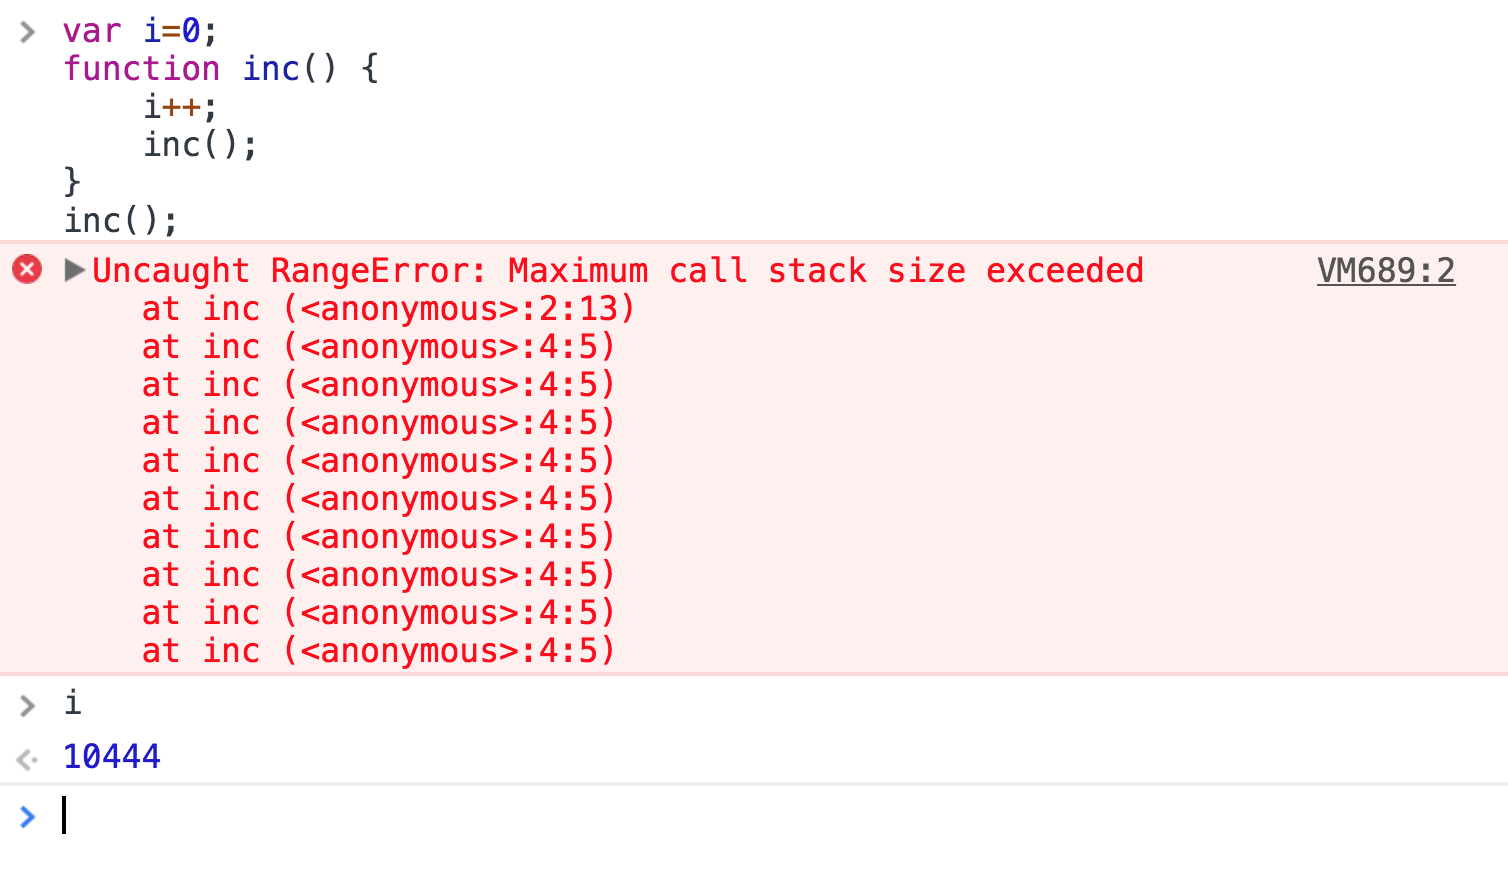 var i=0;
function inc() {
    i++;
    inc();
}
inc();
Uncaught RangeError: Maximum call stack size exceeded VM689:2
    at inc (<anonymous>:2:13)
    at inc (<anonymous>:4:5)
    at inc (<anonymous>:4:5)
    at inc (<anonymous>:4:5)
    at inc (<anonymous>:4:5)
    at inc (<anonymous>:4:5)
    at inc (<anonymous>:4:5)
    at inc (<anonymous>:4:5)
    at inc (<anonymous>:4:5)
    at inc (<anonymous>:4:5)
i
10444